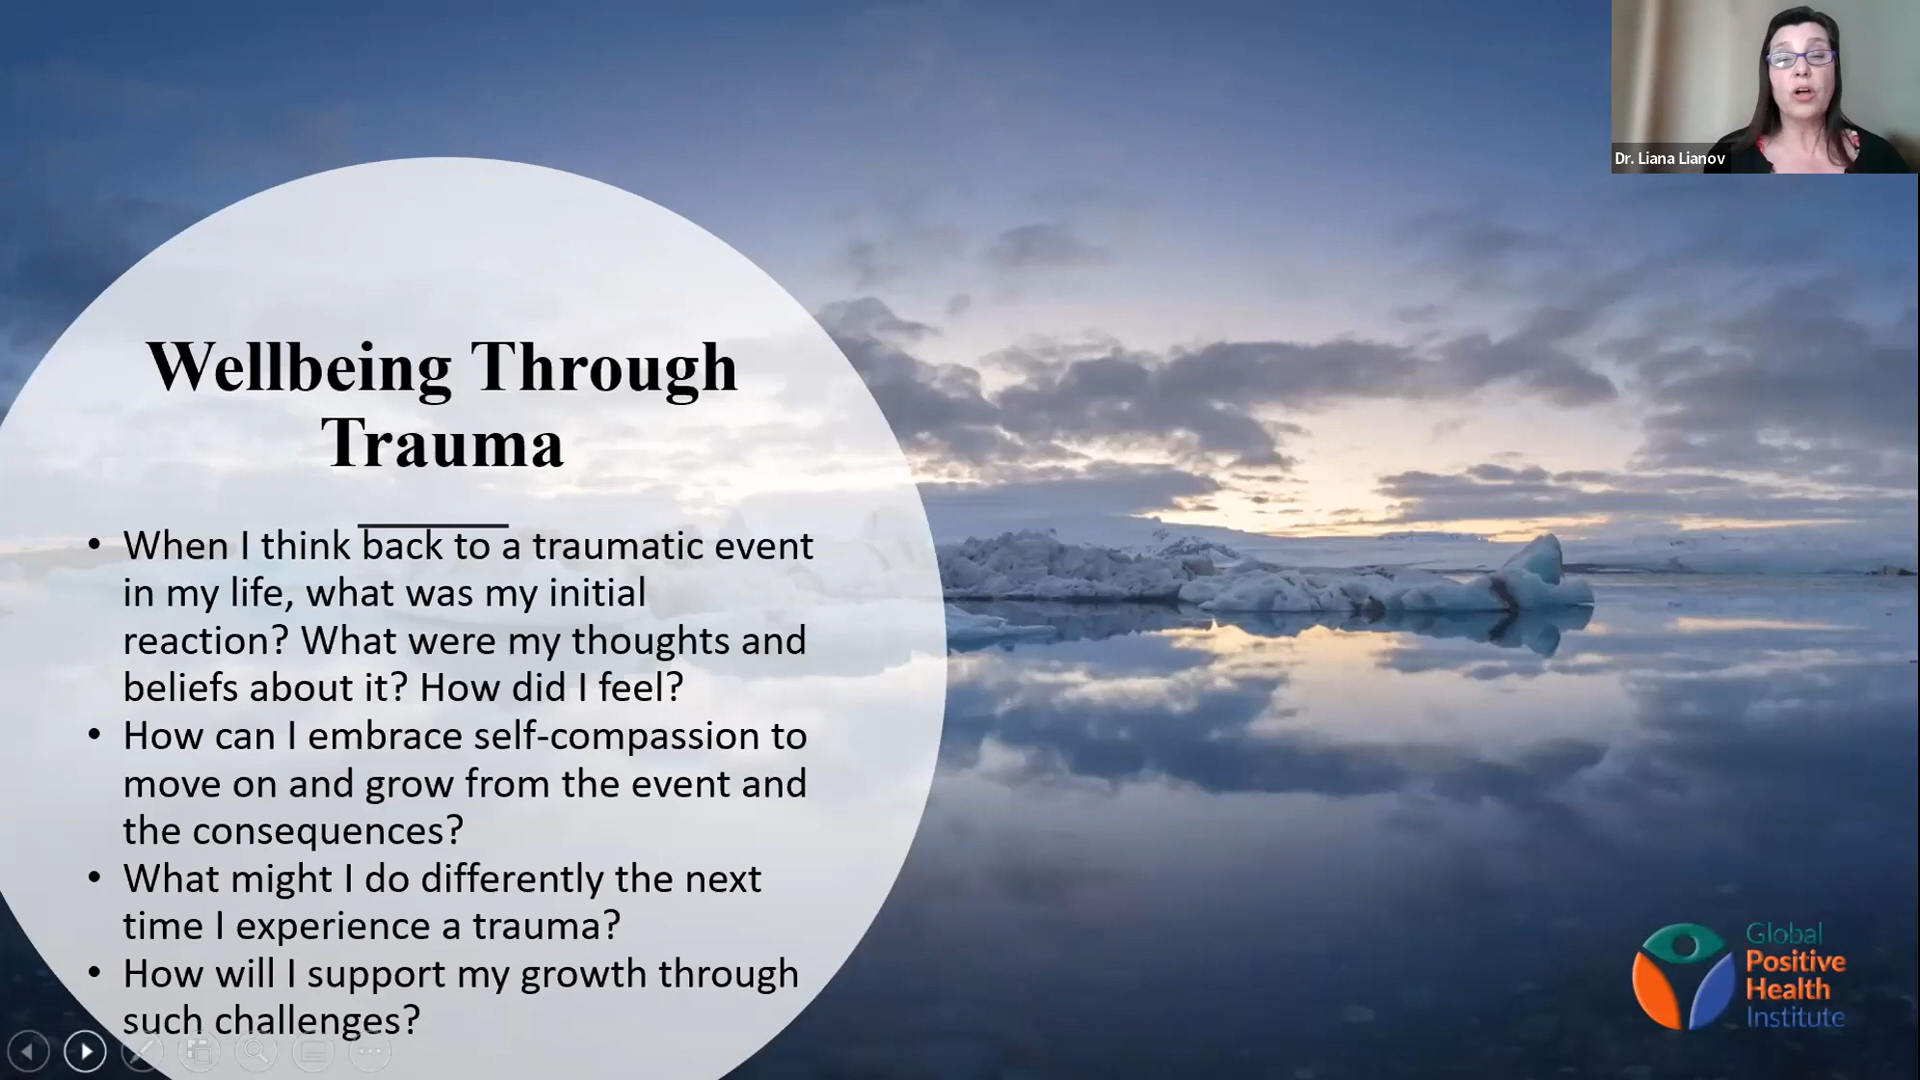 Dr. Liana Lianov
Wellbeing Through
Trauma
• When I think back to a traumatic event
in my life, what was my initial
reaction? What were my thoughts and
beliefs about it? How did I feel?
• How can I embrace self-compassion to
move on and grow from the event and
the consequences?
• What might I do differently the next
time I experience a trauma?
• How will I support my growth through
such challenges?
Global
Positive
Health
Institute